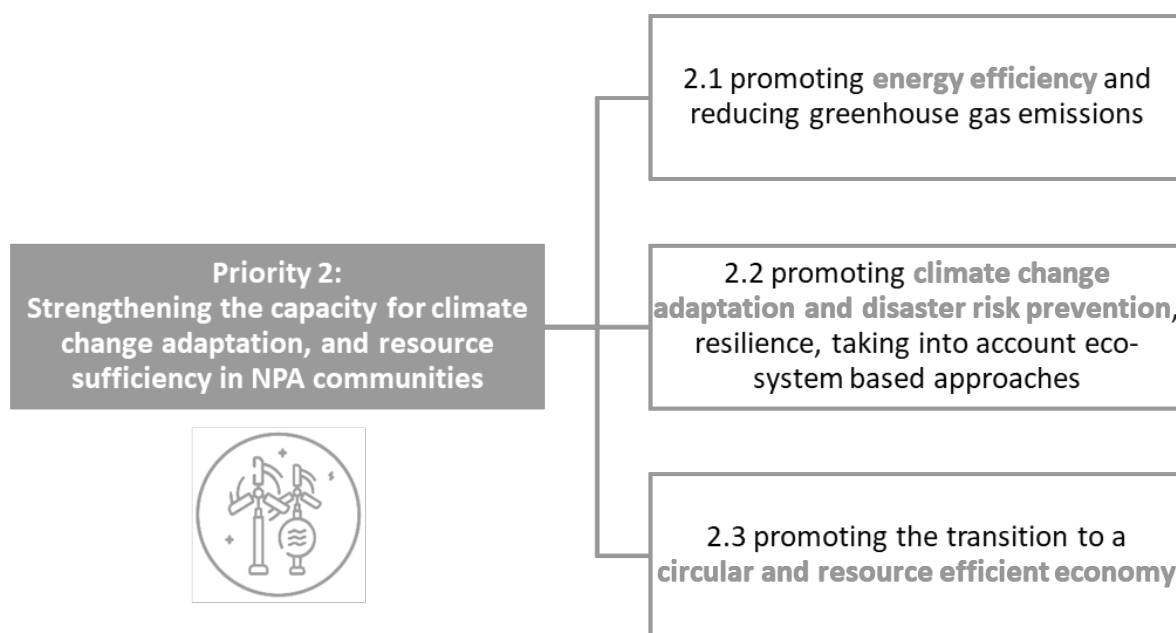 2.1 promoting energy efficiency and
reducing greenhouse gas emissions
Priority 2:
Strengthening the capacity for climate
change adaptation, and resource
sufficiency in NPA communities
2.2 promoting climate change
adaptation and disaster risk prevention,
resilience, taking into account eco-
system based approaches
2.3 promoting the transition to a
circular and resource efficient economy